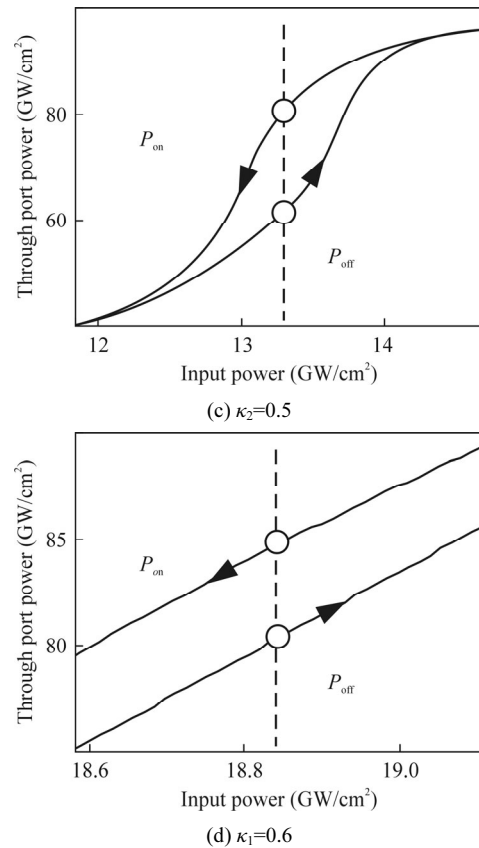 Through port power (GW/cm²)
80
60
P_on
P_off
12
13
14
Input power (GW/cm²)
(c) κ₂=0.5
Through port power (GW/cm²)
85
80
P_on
P_off
18.6
18.8
19.0
Input power (GW/cm²)
(d) κ₁=0.6